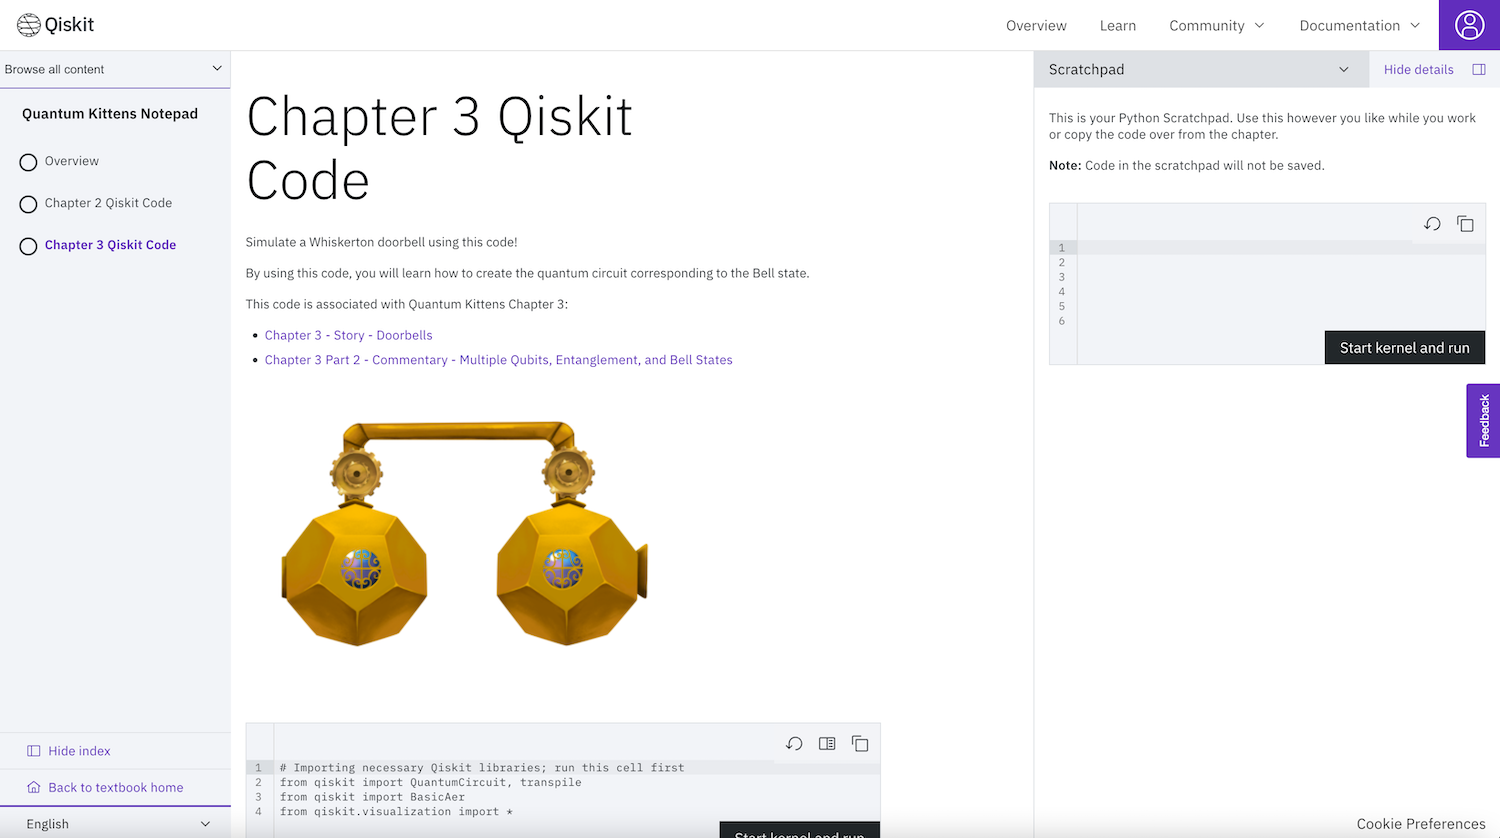 Qiskit
Overview
Learn
Community
Documentation
Browse all content
Quantum Kittens Notepad
Overview
Chapter 2 Qiskit Code
Chapter 3 Qiskit Code
Hide index
Back to textbook home
English
Chapter 3 Qiskit
Code
Simulate a Whiskerton doorbell using this code!
By using this code, you will learn how to create the quantum circuit corresponding to the Bell state.
This code is associated with Quantum Kittens Chapter 3:
• Chapter 3 - Story - Doorbells
• Chapter 3 Part 2 - Commentary - Multiple Qubits, Entanglement, and Bell States
1 # Importing necessary Qiskit libraries; run this cell first
2 from qiskit import QuantumCircuit, transpile
3 from qiskit import BasicAer
4 from qiskit.visualization import *
Start kernel and run
Scratchpad
Hide details
This is your Python Scratchpad. Use this however you like while you work
or copy the code over from the chapter.
Note: Code in the scratchpad will not be saved.
1
2
3
4
5
6
Start kernel and run
Feedback
Cookie Preferences